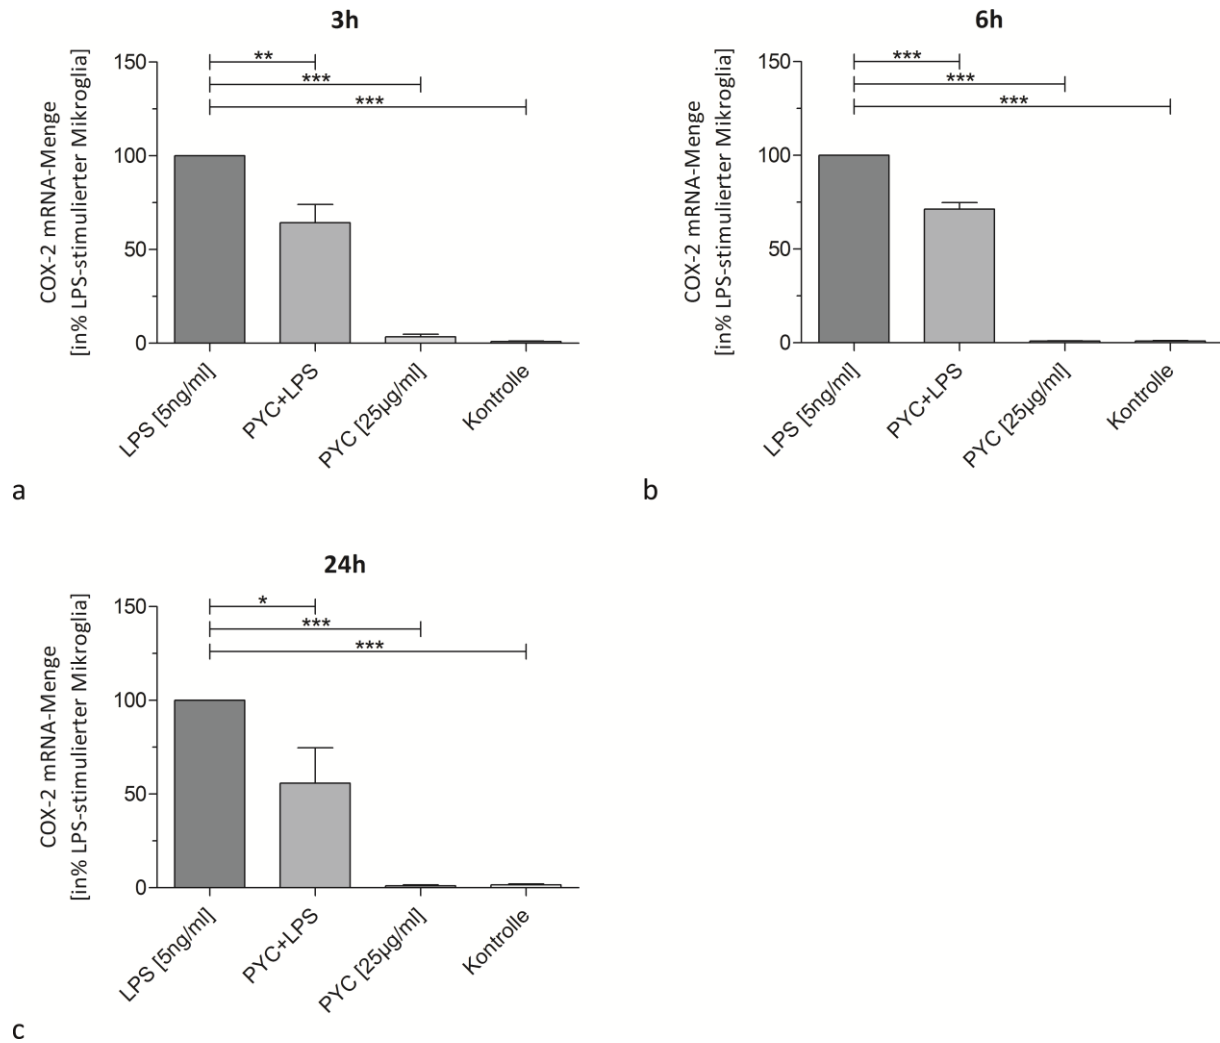 3h
COX-2 mRNA-Menge
[in% LPS-stimulierter Mikroglia]
150
100
50
0
**
***
***
LPS [5ng/ml]
PYC+LPS
PYC [25µg/ml]
Kontrolle
a
6h
COX-2 mRNA-Menge
[in% LPS-stimulierter Mikroglia]
150
100
50
0
***
***
***
LPS [5ng/ml]
PYC+LPS
PYC [25µg/ml]
Kontrolle
b
24h
COX-2 mRNA-Menge
[in% LPS-stimulierter Mikroglia]
150
100
50
0
*
***
***
LPS [5ng/ml]
PYC+LPS
PYC [25µg/ml]
Kontrolle
c